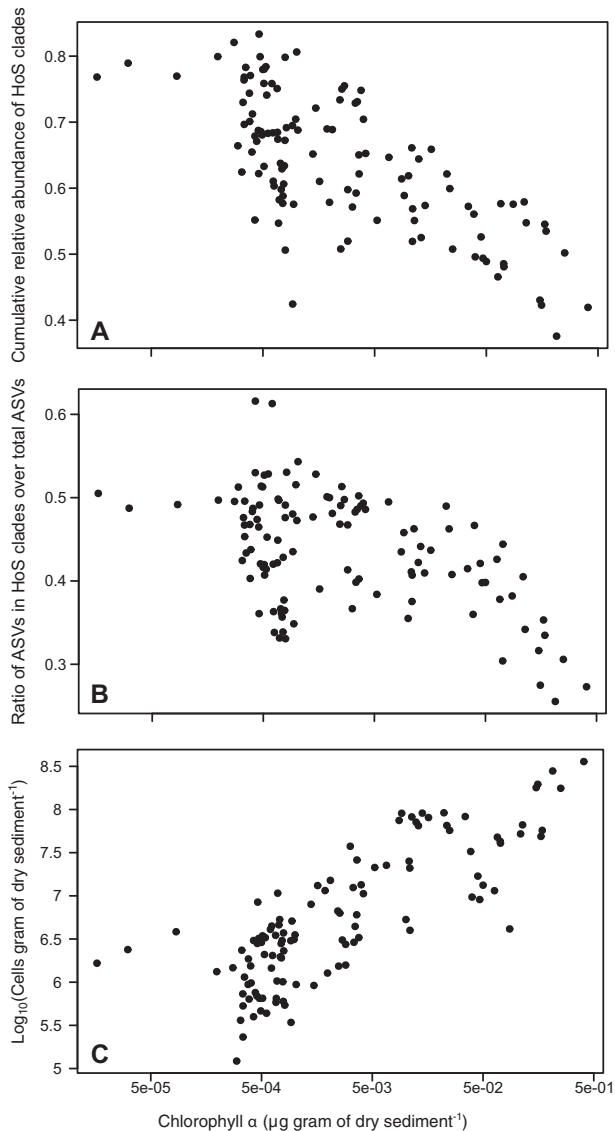 Cumulative relative abundance of HoS clades
0.8
0.7
0.6
0.5
0.4
A
Ratio of ASVs in HoS clades over total ASVs
0.6
0.5
0.4
0.3
B
Log10(Cells gram of dry sediment-1)
8.5
8
7.5
7
6.5
6
5.5
5
C
5e-05 5e-04 5e-03 5e-02 5e-01
Chlorophyll α (µg gram of dry sediment-1)